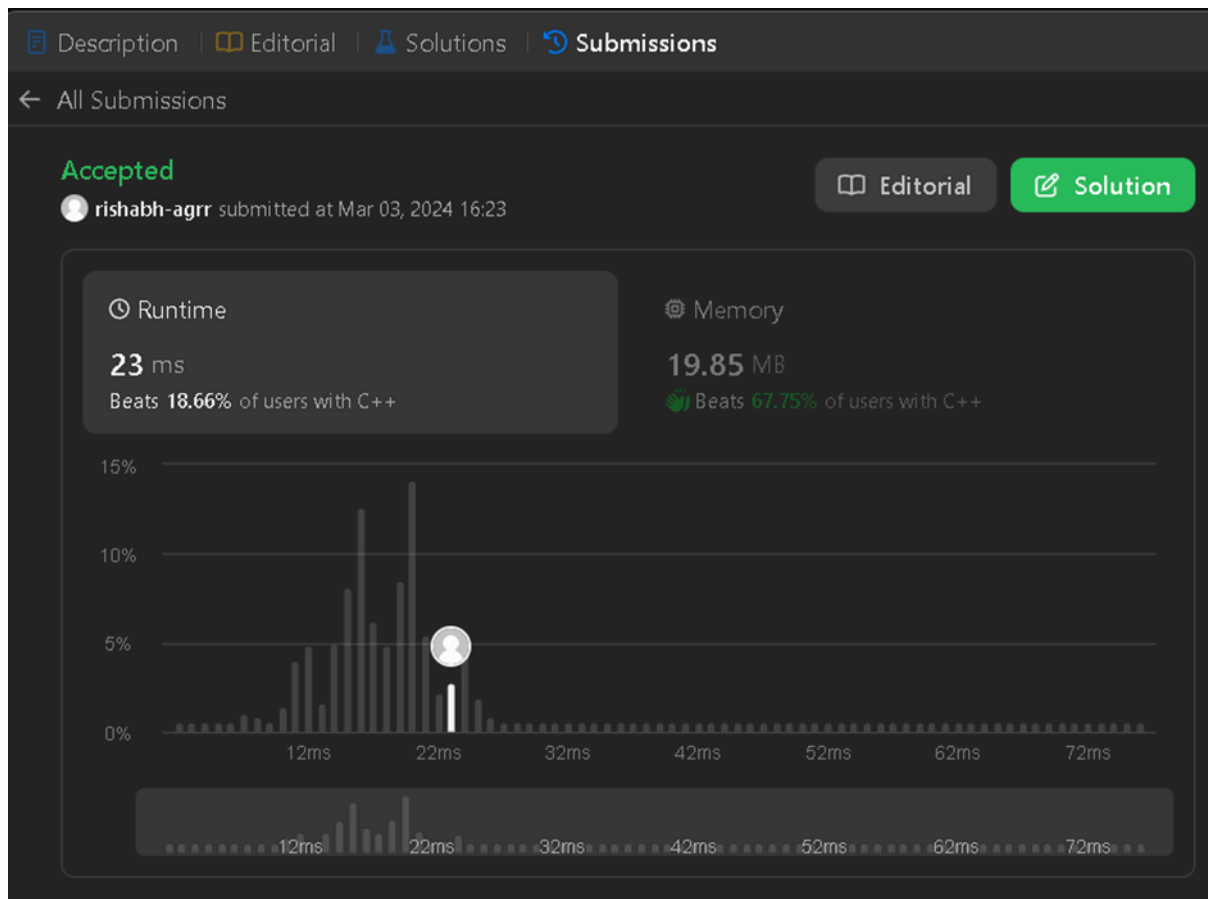 Description Editorial Solutions Submissions
All Submissions
Accepted
Editorial Solution
rishabh-agrr submitted at Mar 03, 2024 16:23
Runtime
23 ms
Beats 18.66% of users with C++
Memory
19.85 MB
Beats 67.75% of users with C++
15%
10%
5%
0%
12ms 22ms 32ms 42ms 52ms 62ms 72ms
12ms 22ms 32ms 42ms 52ms 62ms 72ms